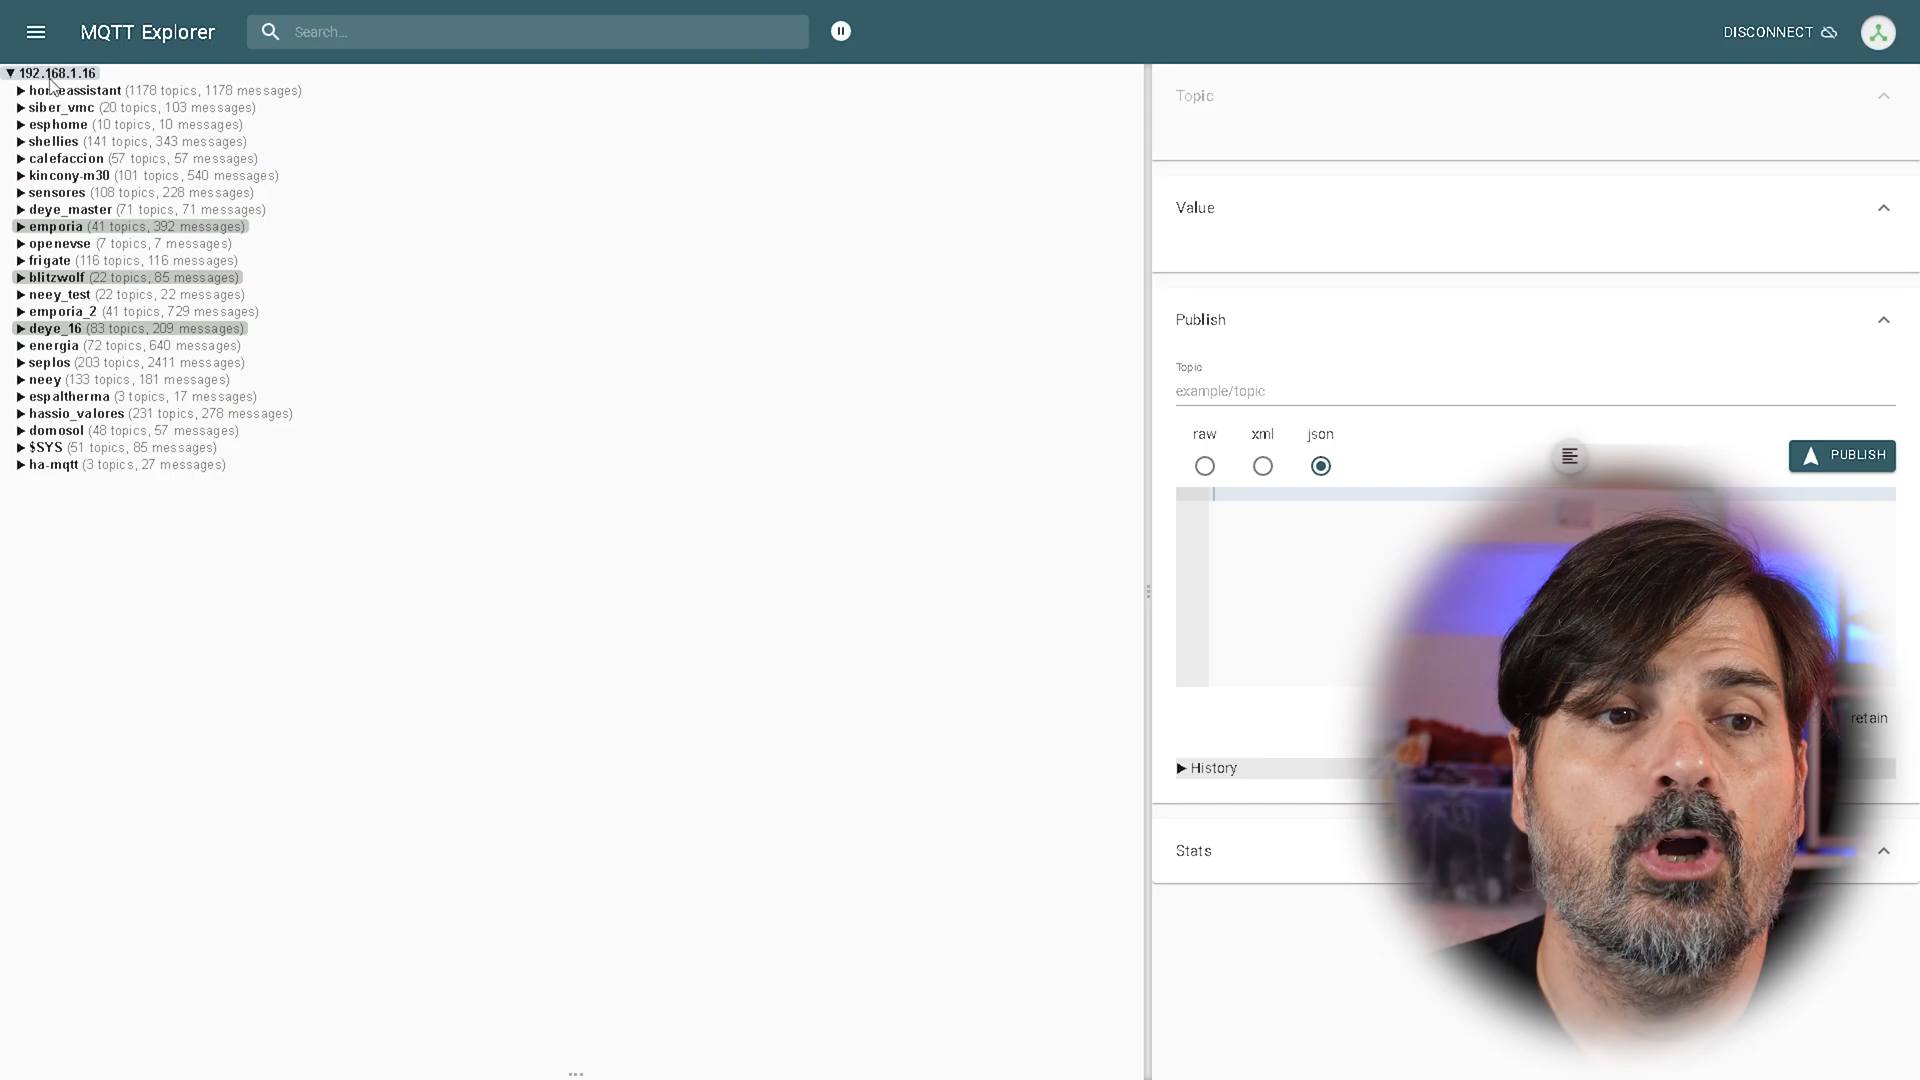 MQTT Explorer
Search...
DISCONNECT
▼ 192.168.1.16
▶ homeassistant (1178 topics, 1178 messages)
▶ siber_vmc (20 topics, 103 messages)
▶ esphome (10 topics, 10 messages)
▶ shellies (141 topics, 343 messages)
▶ calefaccion (57 topics, 57 messages)
▶ kincony-m30 (101 topics, 540 messages)
▶ sensores (108 topics, 228 messages)
▶ deye_master (71 topics, 71 messages)
▶ emporia (41 topics, 392 messages)
▶ openevse (7 topics, 7 messages)
▶ frigate (116 topics, 116 messages)
▶ blitzwolf (22 topics, 85 messages)
▶ neey_test (22 topics, 22 messages)
▶ emporia_2 (41 topics, 729 messages)
▶ deye_16 (83 topics, 209 messages)
▶ energia (72 topics, 640 messages)
▶ seplos (203 topics, 2411 messages)
▶ neey (133 topics, 181 messages)
▶ espaltherma (3 topics, 17 messages)
▶ hassio_valores (231 topics, 278 messages)
▶ domosol (48 topics, 57 messages)
▶ $SYS (51 topics, 85 messages)
▶ ha-mqtt (3 topics, 27 messages)
Topic
Value
Publish
Topic
example/topic
raw xml json
PUBLISH
retain
▶ History
Stats